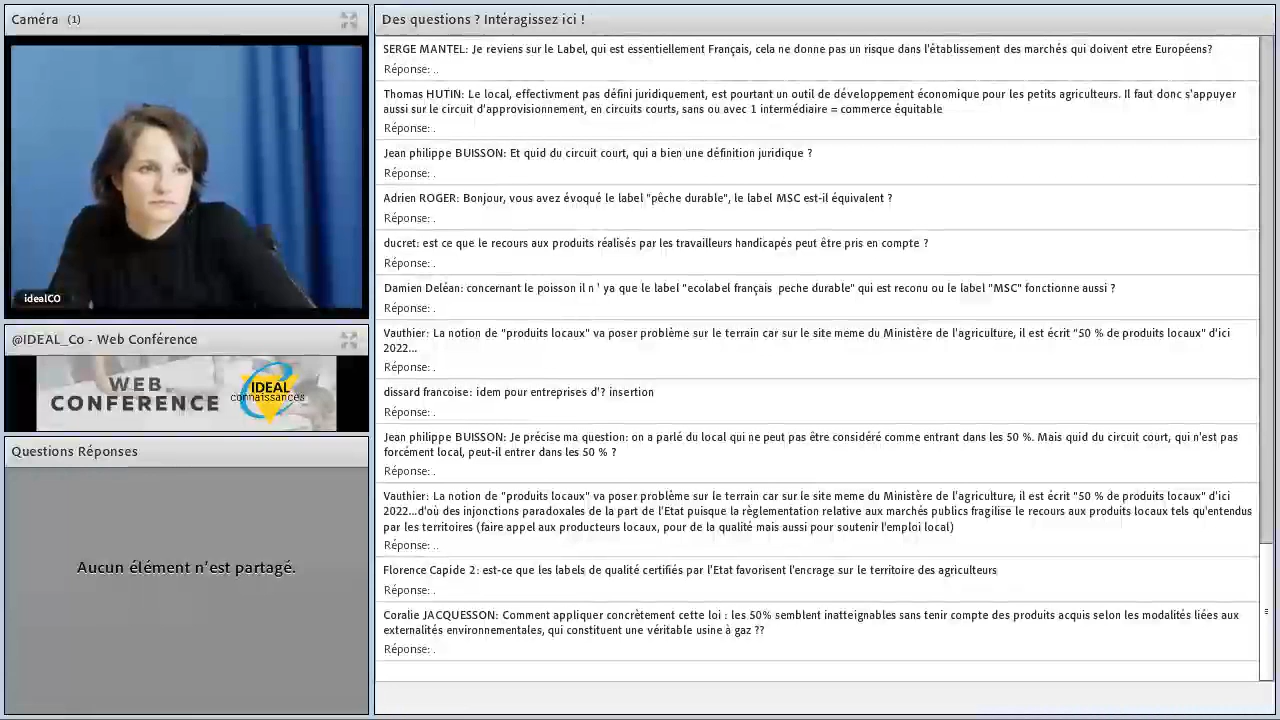 Caméra (1)
idealCO
@IDEAL_Co - Web Conférence
WEB
CONFERENCE
IDEAL
connaissances
Questions Réponses
Aucun élément n'est partagé.
Des questions ? Intéragissez ici !
SERGE MANTEL: Je reviens sur le Label, qui est essentiellement Français, cela ne donne pas un risque dans l'établissement des marchés qui doivent etre Européens?
Réponse: ..
Thomas HUTIN: Le local, effectivment pas défini juridiquement, est pourtant un outil de développement économique pour les petits agriculteurs. Il faut donc s'appuyer
aussi sur le circuit d'approvisionnement, en circuits courts, sans ou avec 1 intermédiaire = commerce équitable
Réponse: .
Jean philippe BUISSON: Et quid du circuit court, qui a bien une définition juridique ?
Réponse: .
Adrien ROGER: Bonjour, vous avez évoqué le label "pêche durable", le label MSC est-il équivalent ?
Réponse: .
ducret: est ce que le recours aux produits réalisés par les travailleurs handicapés peut être pris en compte ?
Réponse: .
Damien Deléan: concernant le poisson il n ' ya que le label "ecolabel français  peche durable" qui est reconu ou le label "MSC" fonctionne aussi ?
Réponse: .
Vauthier: La notion de "produits locaux" va poser problème sur le terrain car sur le site meme du Ministère de l'agriculture, il est écrit "50 % de produits locaux" d'ici
2022...
Réponse: .
dissard francoise: idem pour entreprises d'? insertion
Réponse: .
Jean philippe BUISSON: Je précise ma question: on a parlé du local qui ne peut pas être considéré comme entrant dans les 50 %. Mais quid du circuit court, qui n'est pas
forcément local, peut-il entrer dans les 50 % ?
Réponse: .
Vauthier: La notion de "produits locaux" va poser problème sur le terrain car sur le site meme du Ministère de l'agriculture, il est écrit "50 % de produits locaux" d'ici
2022...d'où des injonctions paradoxales de la part de l'Etat puisque la règlementation relative aux marchés publics fragilise le recours aux produits locaux tels qu'entendus
par les territoires (faire appel aux producteurs locaux, pour de la qualité mais aussi pour soutenir l'emploi local)
Réponse: ..
Florence Capide 2: est-ce que les labels de qualité certifiés par l'Etat favorisent l'encrage sur le territoire des agriculteurs
Réponse: .
Coralie JACQUESSON: Comment appliquer concrètement cette loi : les 50% semblent inatteignables sans tenir compte des produits acquis selon les modalités liées aux
externalités environnementales, qui constituent une véritable usine à gaz ??
Réponse: .